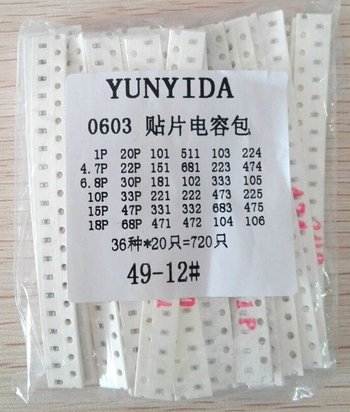 YUNYIDA
0603 贴片电容包
1P 20P 101 511 103 224
4.7P 22P 151 681 223 474
6.8P 30P 181 102 333 105
10P 33P 221 222 473 225
15P 47P 331 332 683 475
18P 68P 471 472 104 106
36种*20只=720只
49-12#